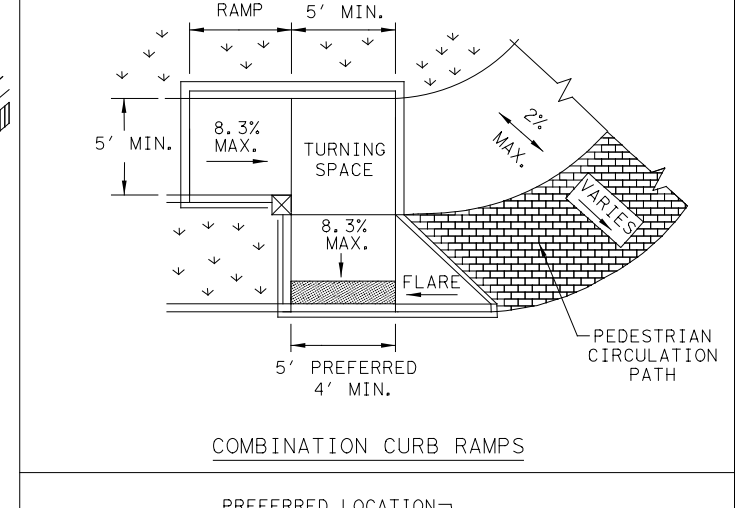 RAMP
5' MIN.
5' MIN.
8.3%
MAX.
TURNING
SPACE
2%
MAX.
VARIES
8.3%
MAX.
FLARE
PEDESTRIAN
CIRCULATION
PATH
5' PREFERRED
4' MIN.
COMBINATION CURB RAMPS
PREFERRED LOCATION